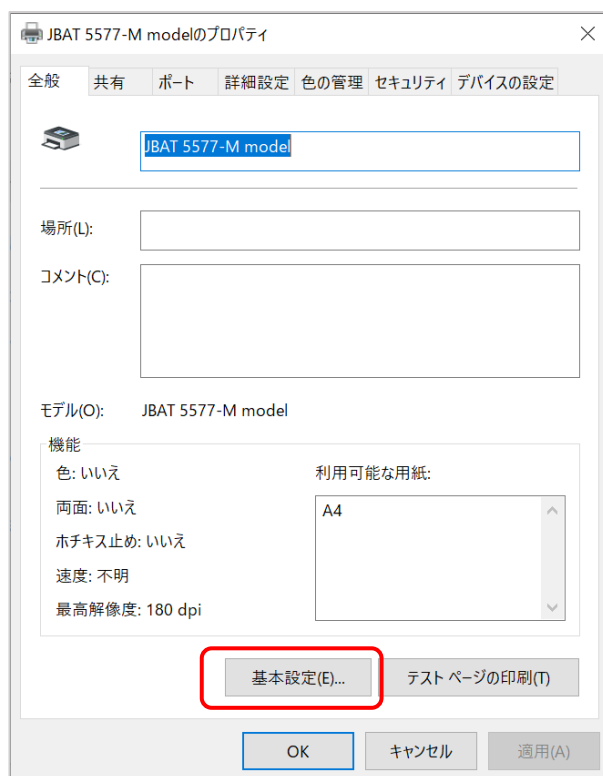 JBAT 5577-M modelのプロパティ
全般 共有 ポート 詳細設定 色の管理 セキュリティ デバイスの設定
JBAT 5577-M model
場所(L):
コメント(C):
モデル(O): JBAT 5577-M model
機能
色: いいえ 利用可能な用紙:
両面: いいえ A4
ホチキス止め: いいえ
速度: 不明
最高解像度: 180 dpi
基本設定(E)... テスト ページの印刷(T)
OK キャンセル 適用(A)